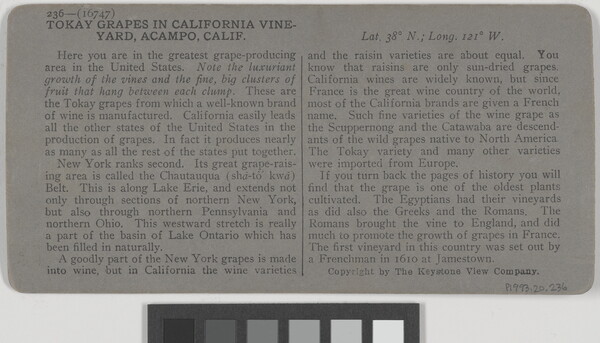 236—(16747)
TOKAY GRAPES IN CALIFORNIA VINE-
YARD, ACAMPO, CALIF.
Lat. 38° N.; Long. 121° W.
Here you are in the greatest grape-producing
area in the United States. Note the luxuriant
growth of the vines and the fine, big clusters of
fruit that hang between each clump. These are
the Tokay grapes from which a well-known brand
of wine is manufactured. California easily leads
all the other states of the United States in the
production of grapes. In fact it produces nearly
as many as all the rest of the states put together.
New York ranks second. Its great grape-rais-
ing area is called the Chautauqua (shá-tô´ kwá)
Belt. This is along Lake Erie, and extends not
only through sections of northern New York,
but also through northern Pennsylvania and
northern Ohio. This westward stretch is really
a part of the basin of Lake Ontario which has
been filled in naturally.
A goodly part of the New York grapes is made
into wine, but in California the wine varieties
and the raisin varieties are about equal. You
know that raisins are only sun-dried grapes.
California wines are widely known, but since
France is the great wine country of the world,
most of the California brands are given a French
name. Such fine varieties of the wine grape as
the Scuppernong and the Catawaba are descend-
ants of the wild grapes native to North America.
The Tokay variety and many other varieties
were imported from Europe.
If you turn back the pages of history you will
find that the grape is one of the oldest plants
cultivated. The Egyptians had their vineyards
as did also the Greeks and the Romans. The
Romans brought the vine to England, and did
much to promote the growth of grapes in France.
The first vineyard in this country was set out by
a Frenchman in 1610 at Jamestown.
Copyright by The Keystone View Company.
P1993.20.236